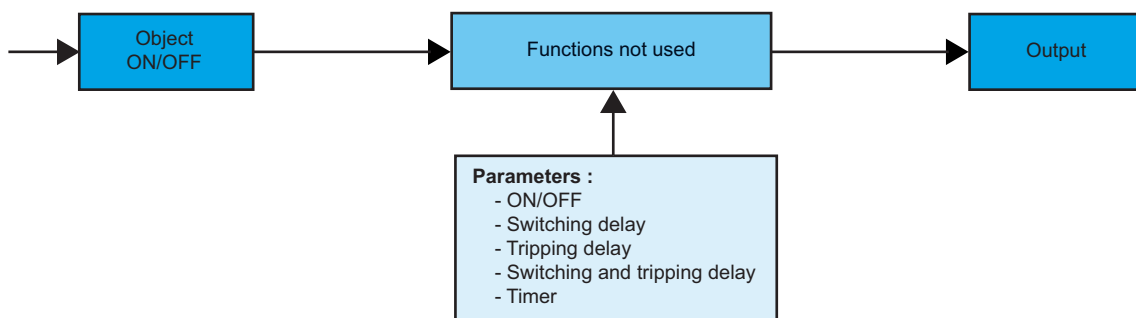 Object
ON/OFF
Functions not used
Output
Parameters :
- ON/OFF
- Switching delay
- Tripping delay
- Switching and tripping delay
- Timer